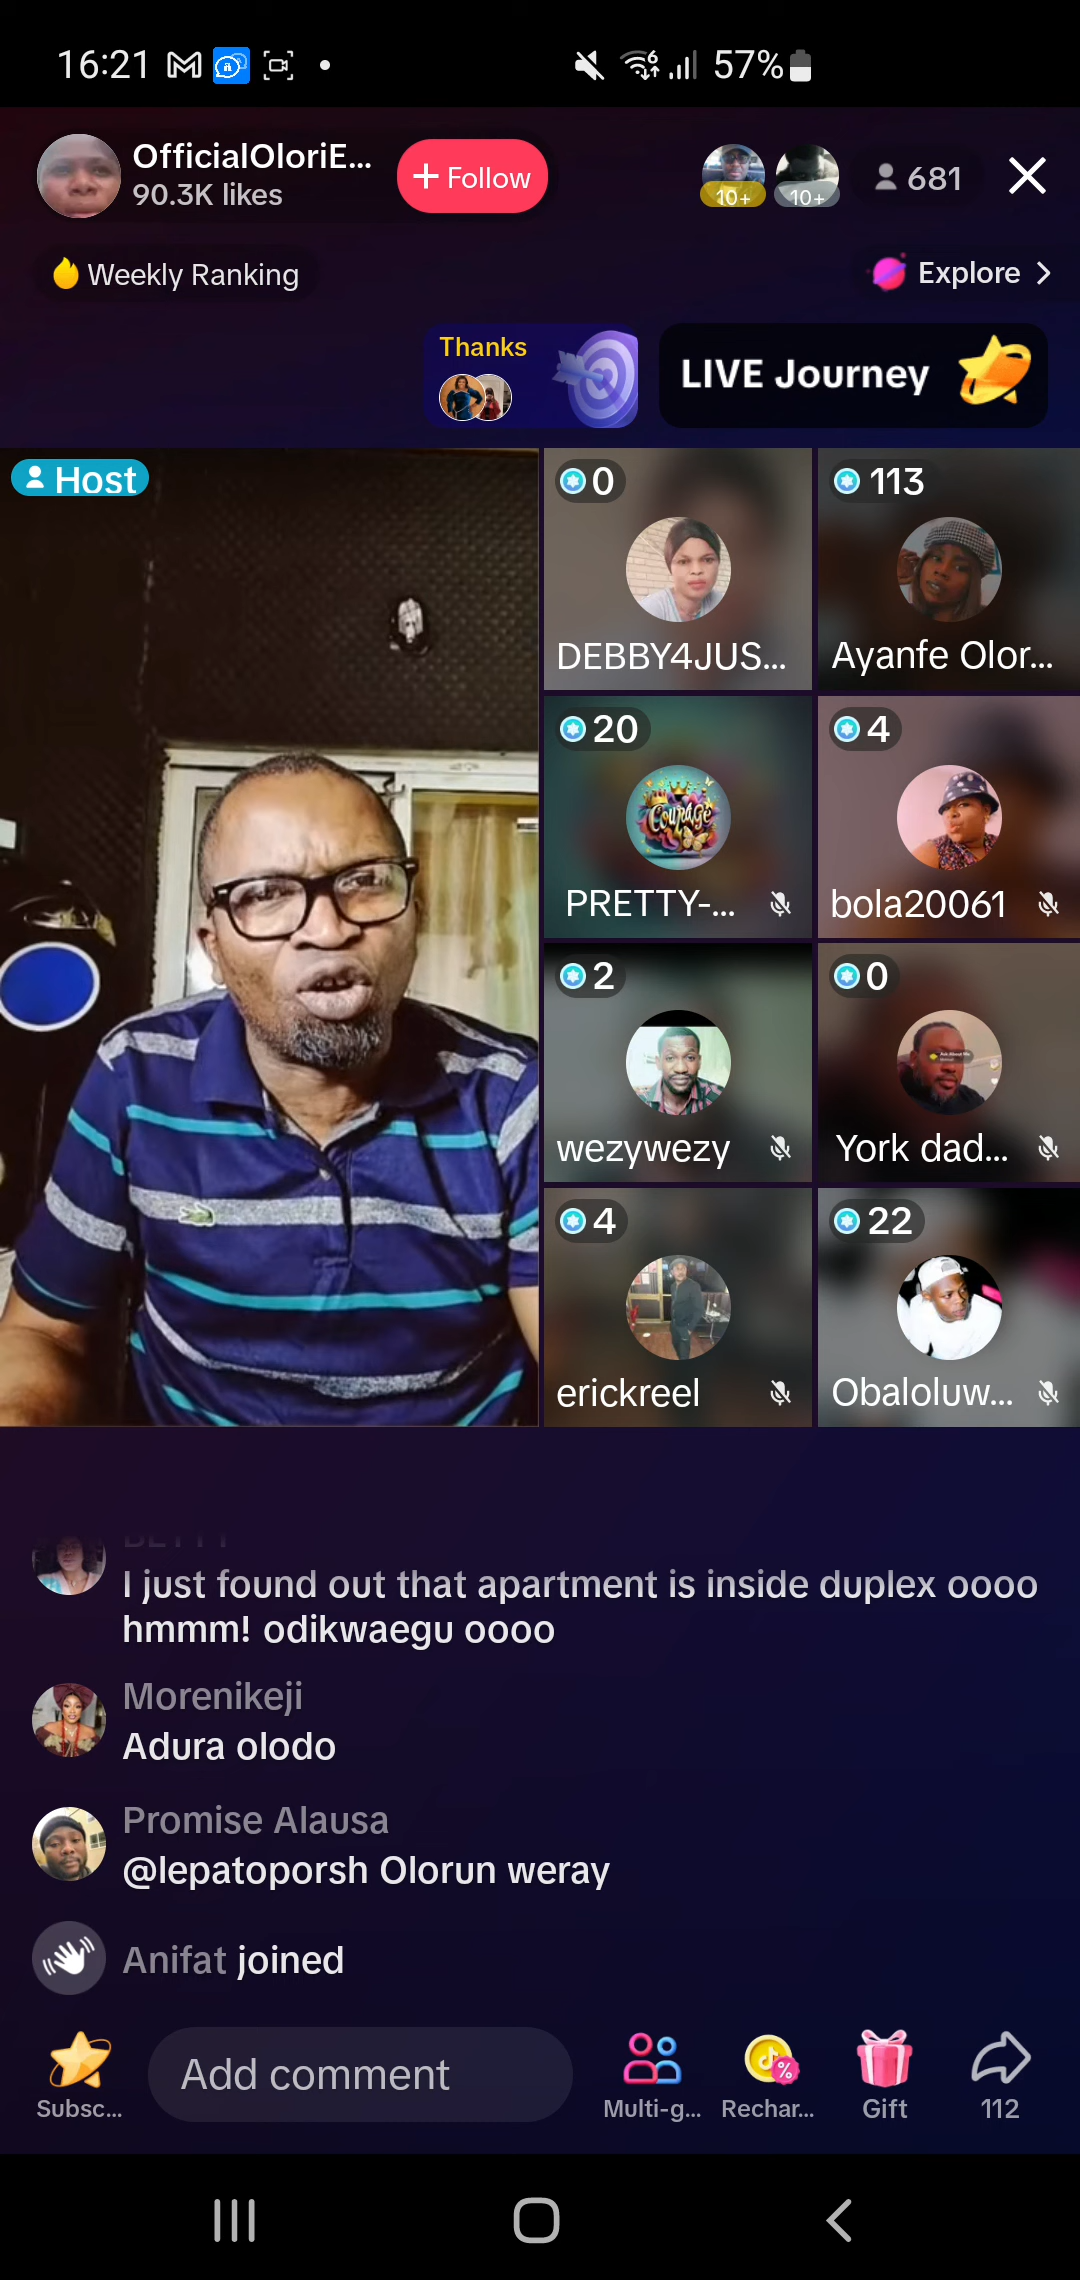 16:21
57%
OfficialOloriE...
90.3K likes
+ Follow
10+
10+
681
Weekly Ranking
Explore
Thanks
LIVE Journey
Host
0
DEBBY4JUS...
113
Ayanfe Olor...
20
Courage
PRETTY-...
4
bola20061
2
wezywezy
0
York dad...
4
erickreel
22
Obaloluw...
BETTY
I just found out that apartment is inside duplex oooo
hmmm! odikwaegu oooo
Morenikeji
Adura olodo
Promise Alausa
@lepatoporsh Olorun weray
Anifat joined
Subsc...
Add comment
Multi-g...
Rechar...
Gift
112